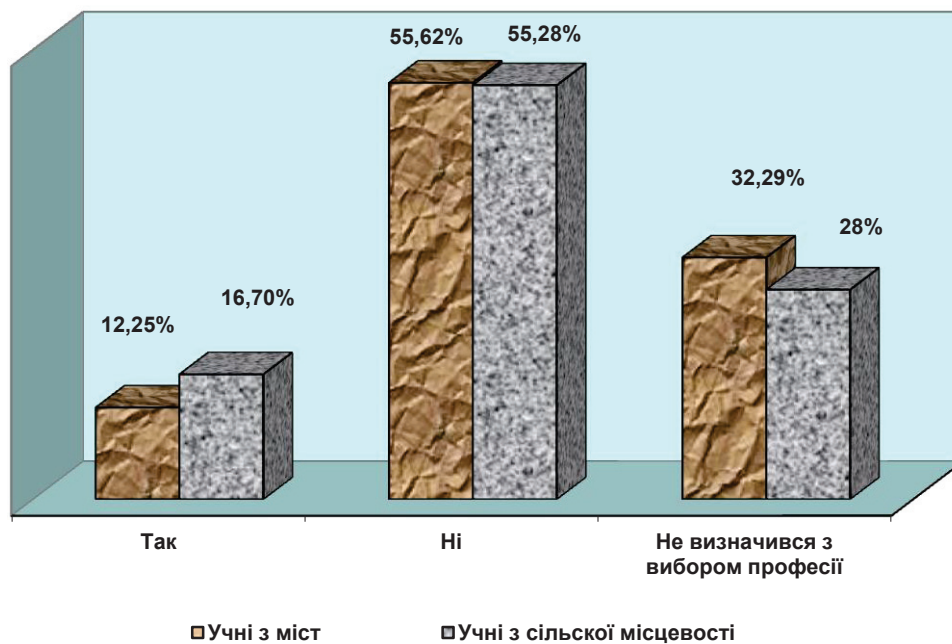 55,62%
55,28%
32,29%
28%
16,70%
12,25%
Так
Ні
Не визначився з
вибором професії
Учні з міст
Учні з сільскої місцевості